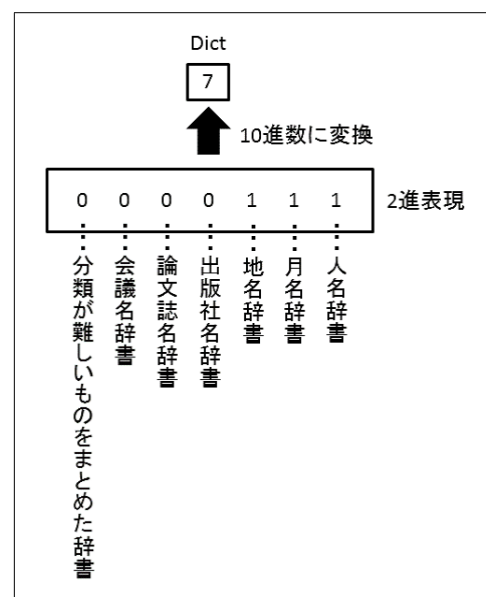 Dict
7
10進数に変換
0 0 0 0 1 1 1
2進表現
分類が難しいものをまとめた辞書
会議名辞書
論文誌名辞書
出版社名辞書
地名辞書
月名辞書
人名辞書